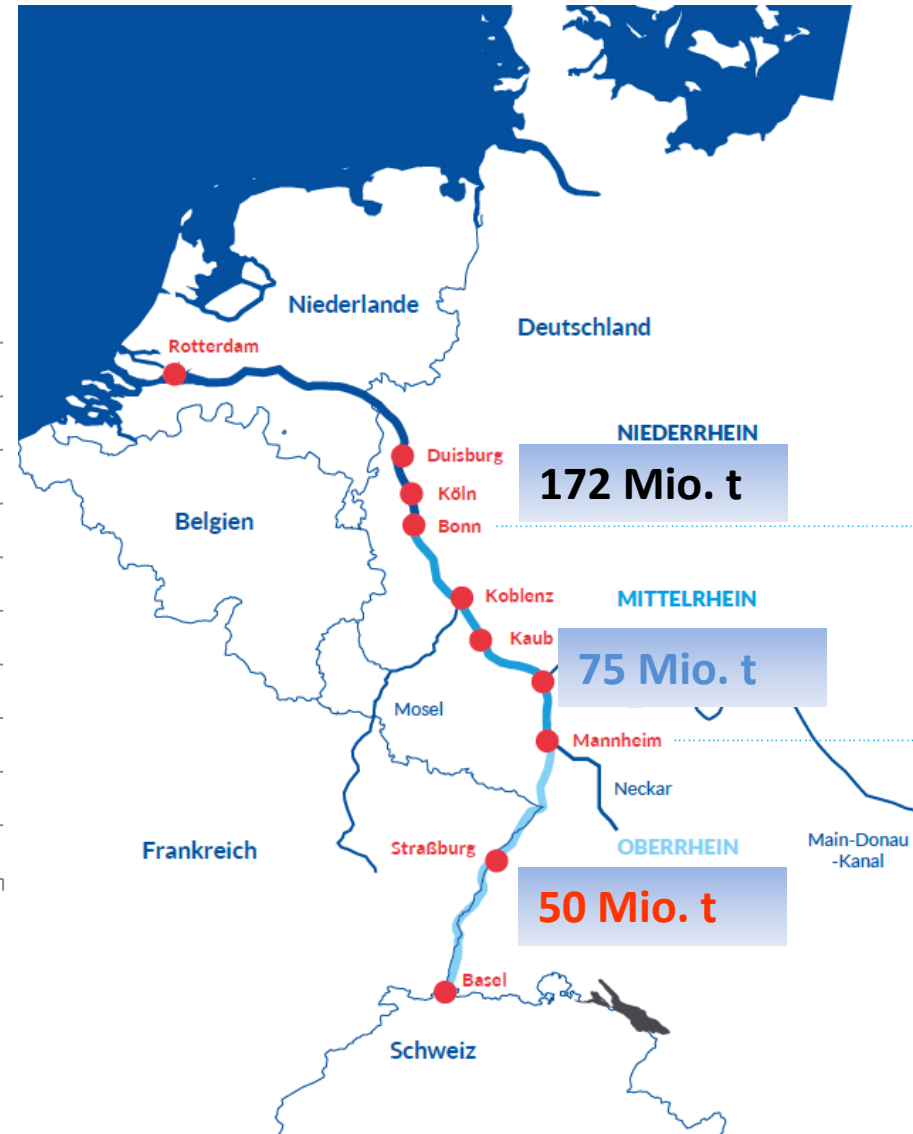 Niederlande
Deutschland
Rotterdam
NIEDERRHEIN
Duisburg
172 Mio. t
Köln
Belgien
Bonn
Koblenz
MITTELRHEIN
Kaub
75 Mio. t
Mosel
Mannheim
Neckar
Frankreich
Straßburg
OBERRHEIN
Main-Donau
-Kanal
50 Mio. t
Basel
Schweiz